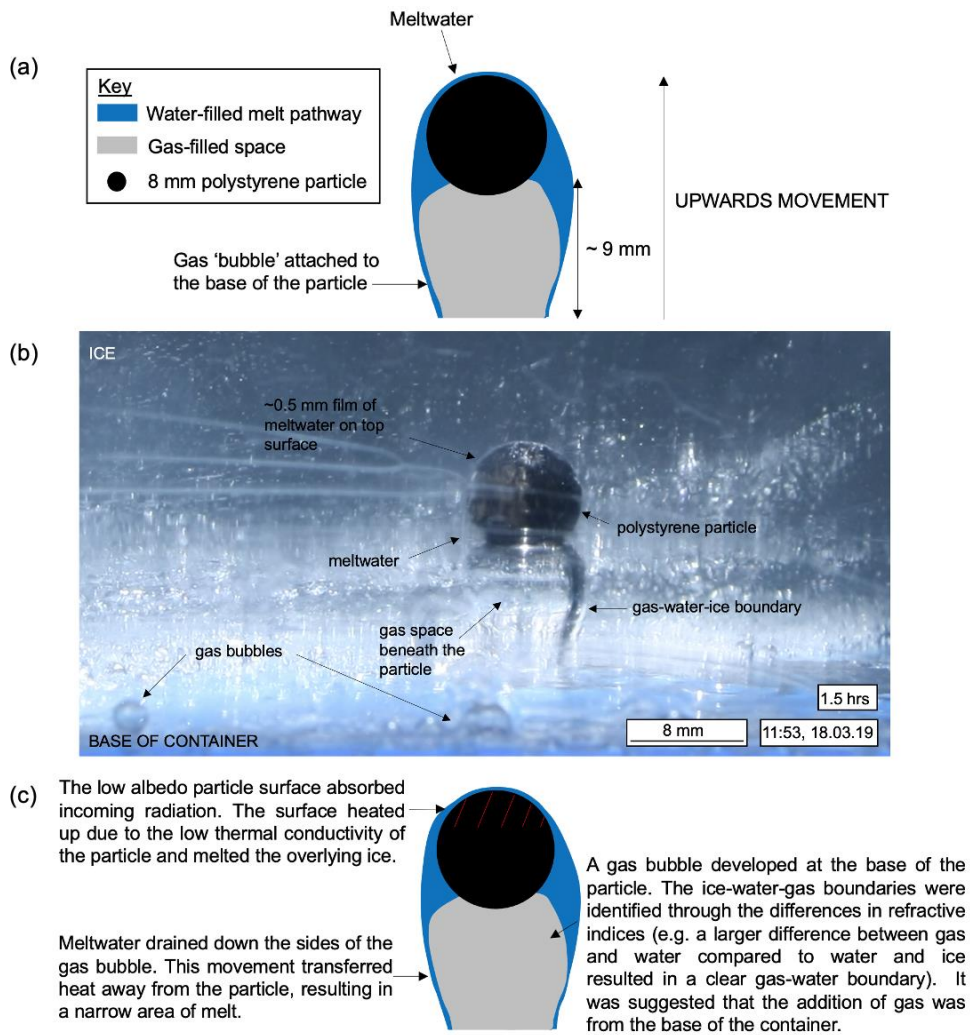 (a)
Meltwater
Key
Water-filled melt pathway
Gas-filled space
8 mm polystyrene particle
UPWARDS MOVEMENT
~ 9 mm
Gas ‘bubble’ attached to
the base of the particle
(b)
ICE
~0.5 mm film of
meltwater on top
surface
polystyrene particle
meltwater
gas-water-ice boundary
gas space
beneath the
particle
gas bubbles
1.5 hrs
BASE OF CONTAINER
8 mm
11:53, 18.03.19
(c)
The low albedo particle surface absorbed
incoming radiation. The surface heated
up due to the low thermal conductivity of
the particle and melted the overlying ice.
Meltwater drained down the sides of the
gas bubble. This movement transferred
heat away from the particle, resulting in
a narrow area of melt.
A gas bubble developed at the base of the
particle. The ice-water-gas boundaries were
identified through the differences in refractive
indices (e.g. a larger difference between gas
and water compared to water and ice
resulted in a clear gas-water boundary). It
was suggested that the addition of gas was
from the base of the container.